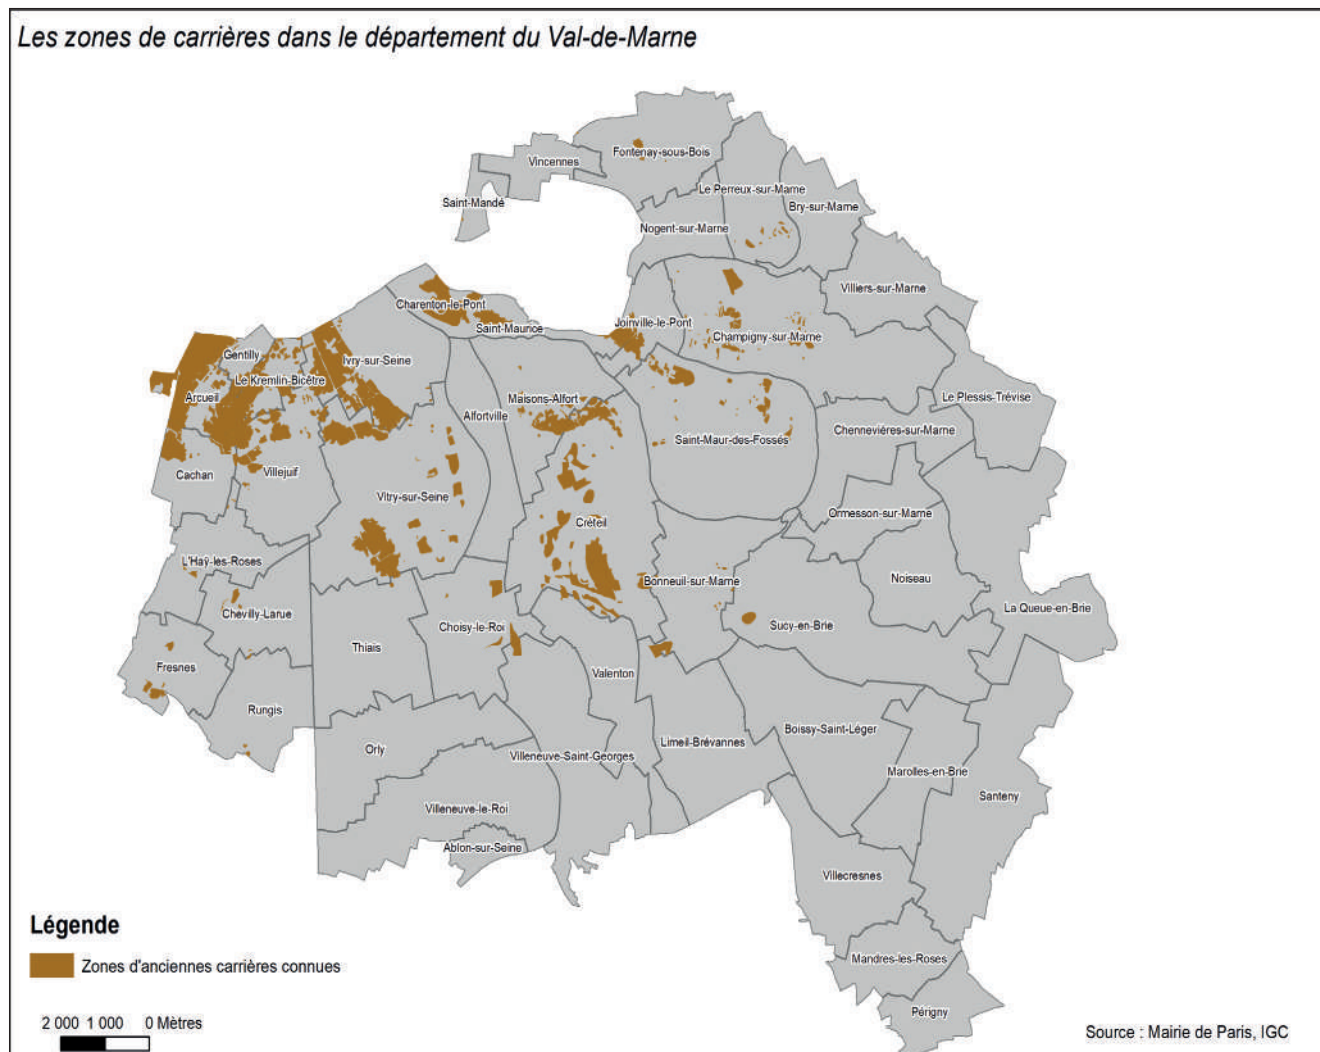 Les zones de carrières dans le département du Val-de-Marne
Fontenay-sous-Bois
Vincennes
Le Perreux-sur-Marne
Saint-Mandé
Bry-sur-Marne
Nogent-sur-Marne
Villiers-sur-Marne
Charenton-le-Pont
Joinville-le-Pont
Saint-Maurice
Champigny-sur-Marne
Gentilly
Ivry-sur-Seine
Le Kremlin-Bicêtre
Arcueil
Maisons-Alfort
Le Plessis-Trévise
Alfortville
Chennevières-sur-Marne
Saint-Maur-des-Fossés
Cachan
Villejuif
Vitry-sur-Seine
Ormesson-sur-Marne
Créteil
L'Haÿ-les-Roses
Bonneuil-sur-Marne
Noiseau
La Queue-en-Brie
Chevilly-Larue
Choisy-le-Roi
Sucy-en-Brie
Thiais
Fresnes
Valenton
Rungis
Boissy-Saint-Léger
Limeil-Brévannes
Orly
Villeneuve-Saint-Georges
Marolles-en-Brie
Santeny
Villeneuve-le-Roi
Ablon-sur-Seine
Villecresnes
Mandres-les-Roses
Périgny
Légende
Zones d'anciennes carrières connues
2 000 1 000 0 Mètres
Source : Mairie de Paris, IGC